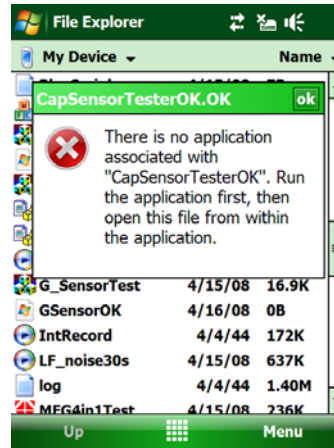 File Explorer
My Device
Name
CapSensorTesterOK.OK
ok
There is no application
associated with
"CapSensorTesterOK". Run
the application first, then
open this file from within
the application.
G_SensorTest 4/15/08 16.9K
GSensorOK 4/16/08 0B
IntRecord 4/4/44 172K
LF_noise30s 4/15/08 637K
log 4/4/44 1.40M
MFG4in1Test 4/15/08 236K
Up
Menu